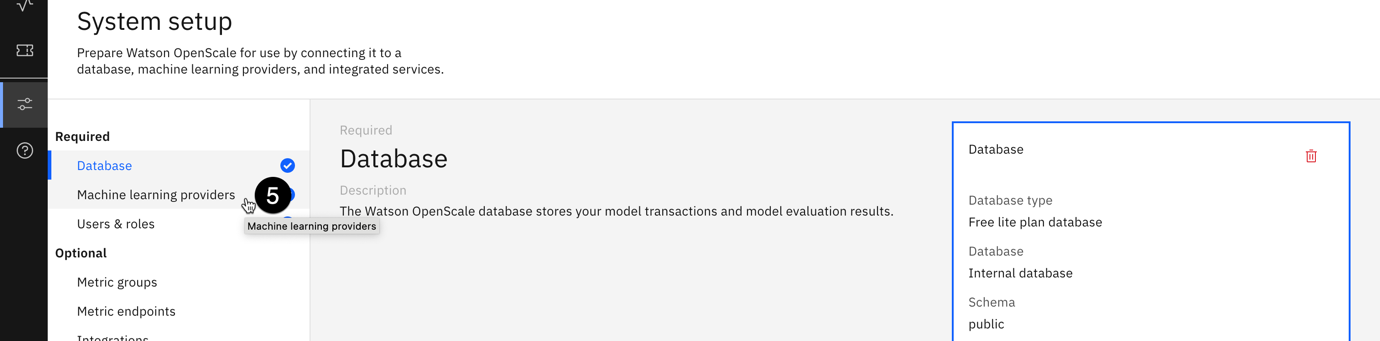 System setup
Prepare Watson OpenScale for use by connecting it to a
database, machine learning providers, and integrated services.
Required
Database
Machine learning providers
5
Machine learning providers
Users & roles
Optional
Metric groups
Metric endpoints
Integrations
Required
Database
Description
The Watson OpenScale database stores your model transactions and model evaluation results.
Database
Database type
Free lite plan database
Database
Internal database
Schema
public